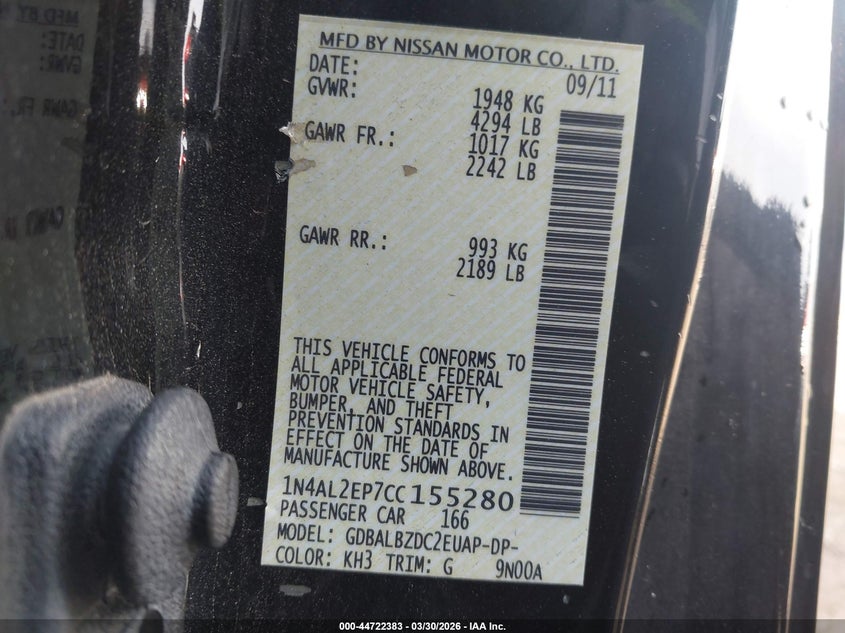 MFD BY NISSAN MOTOR CO., LTD.
DATE: 09/11
GVWR: 1948 KG
4294 LB
GAWR FR.: 1017 KG
2242 LB
GAWR RR.: 993 KG
2189 LB
THIS VEHICLE CONFORMS TO
ALL APPLICABLE FEDERAL
MOTOR VEHICLE SAFETY,
BUMPER, AND THEFT
PREVENTION STANDARDS IN
EFFECT ON THE DATE OF
MANUFACTURE SHOWN ABOVE.
1N4AL2EP7CC155280
PASSENGER CAR 166
MODEL: GDBALBZDC2EUAP-DP-
COLOR: KH3 TRIM: G 9N00A
000-44722383 - 03/30/2026 - IAA Inc.